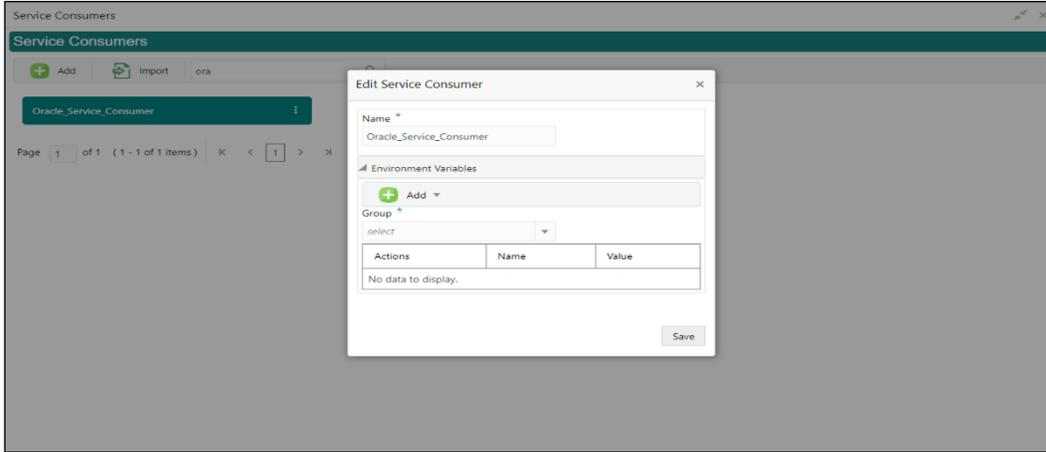 Service Consumers
Service Consumers
Add Import ora
Oracle_Service_Consumer
Page 1 of 1 (1 - 1 of 1 items) 1
Edit Service Consumer
Name *
Oracle_Service_Consumer
Environment Variables
Add
Group *
select
Actions Name Value
No data to display.
Save